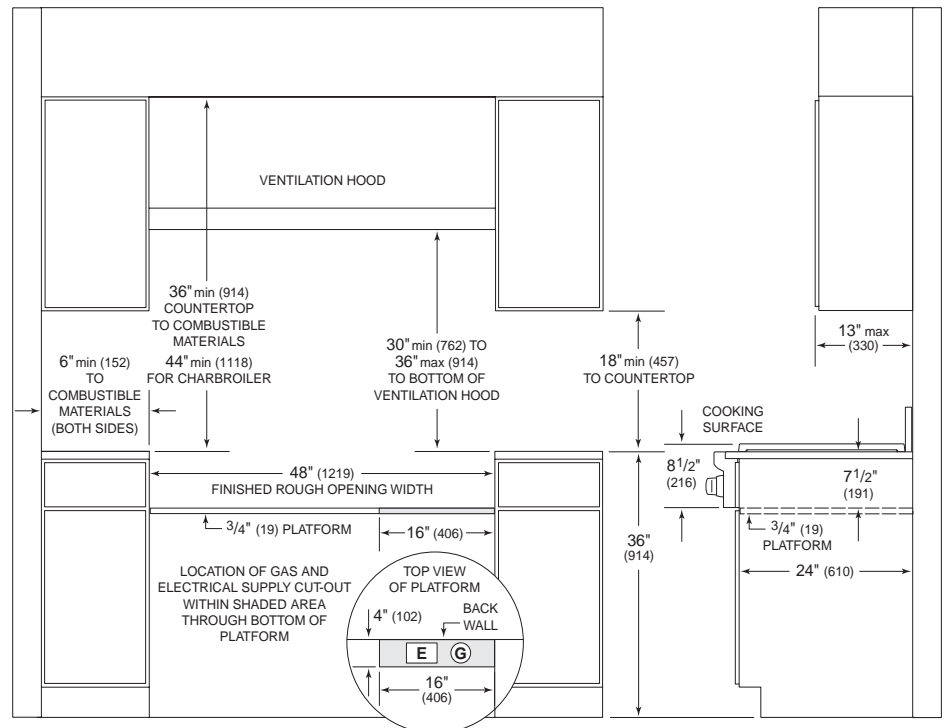 VENTILATION HOOD
36" min (914)
COUNTERTOP
TO COMBUSTIBLE
MATERIALS
44" min (1118)
FOR CHARBROILER
6" min (152)
TO
COMBUSTIBLE
MATERIALS
(BOTH SIDES)
30" min (762) TO
36" max (914)
TO BOTTOM OF
VENTILATION HOOD
18" min (457)
TO COUNTERTOP
13" max
(330)
COOKING
SURFACE
8 1/2"
(216)
7 1/2"
(191)
48" (1219)
FINISHED ROUGH OPENING WIDTH
3/4" (19) PLATFORM
16" (406)
36"
(914)
3/4" (19)
PLATFORM
24" (610)
LOCATION OF GAS AND
ELECTRICAL SUPPLY CUT-OUT
WITHIN SHADED AREA
THROUGH BOTTOM OF
PLATFORM
TOP VIEW
OF PLATFORM
4" (102)
BACK
WALL
E G
16"
(406)